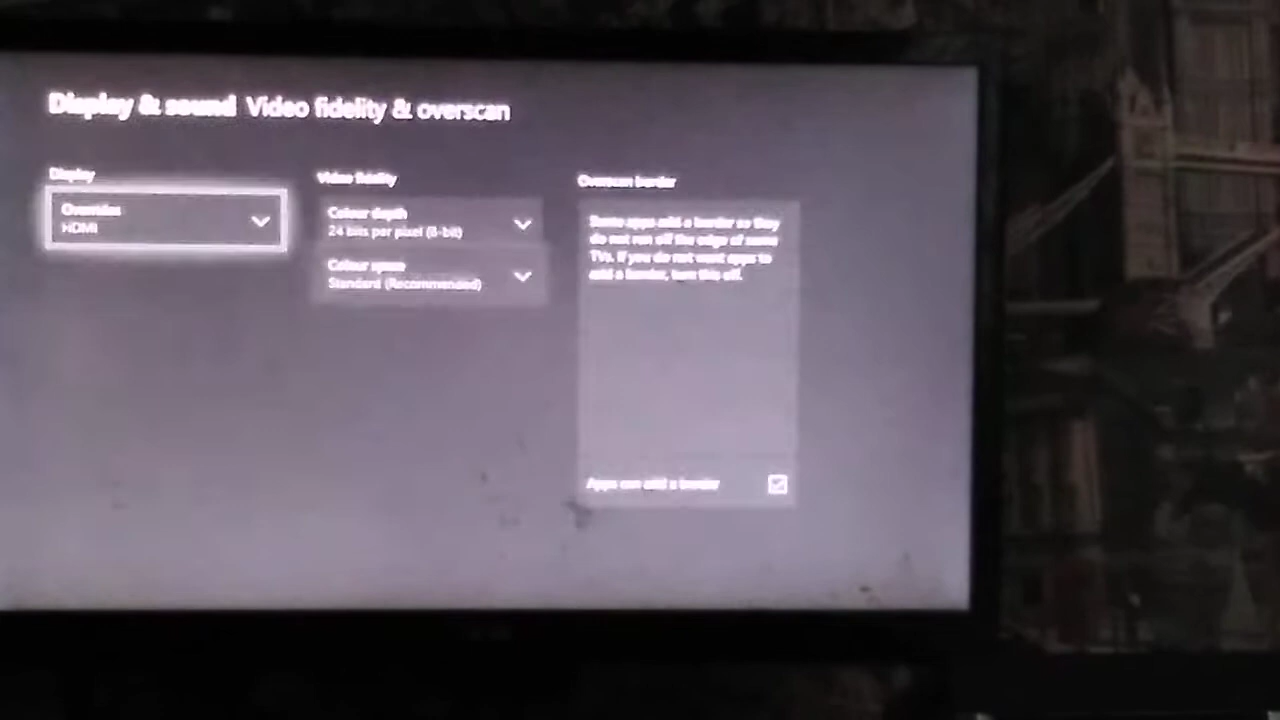 Display & sound Video fidelity & overscan
Display
Overrides
HDMI
Video fidelity
Colour depth
24 bits per pixel (8-bit)
Colour space
Standard (Recommended)
Overscan border
Some apps add a border so they
do not run off the edge of some
TVs. If you do not want apps to
add a border, turn this off.
Apps can add a border